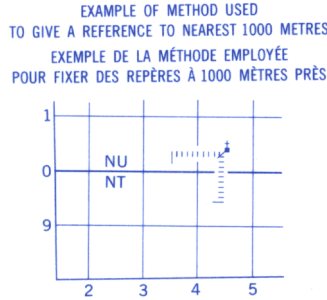 EXAMPLE OF METHOD USED
TO GIVE A REFERENCE TO NEAREST 1000 METRES
EXEMPLE DE LA MÉTHODE EMPLOYÉE
POUR FIXER DES REPÈRES À 1000 MÈTRES PRÈS
1
NU
0
NT
9
2 3 4 5